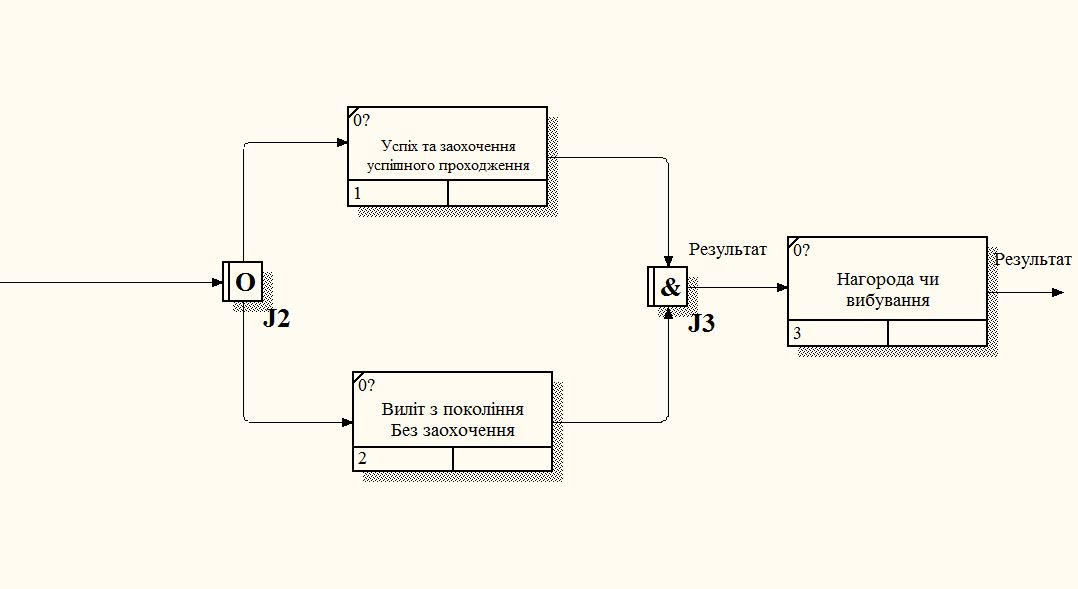 0?
Успіх та заохочення
успішного проходження
1
O
J2
0?
Виліт з покоління
Без заохочення
2
&
J3
Результат
0?
Нагорода чи
вибування
3
Результат